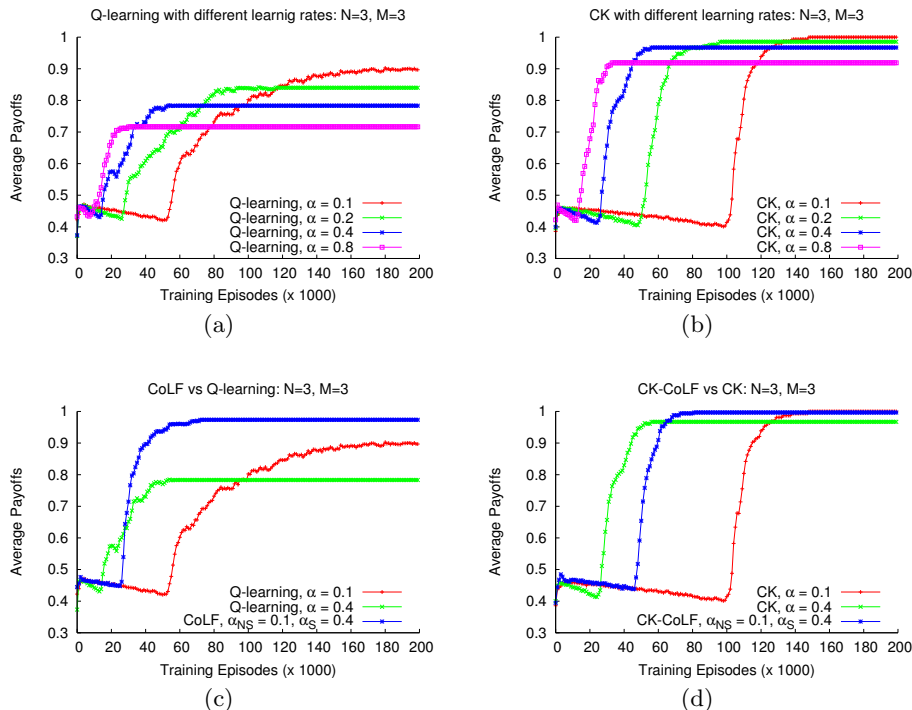 Q-learning with different learnig rates: N=3, M=3
Average Payoffs
1
0.9
0.8
0.7
0.6
0.5
0.4
0.3
Q-learning, α = 0.1
Q-learning, α = 0.2
Q-learning, α = 0.4
Q-learning, α = 0.8
0 20 40 60 80 100 120 140 160 180 200
Training Episodes (x 1000)
(a)
CK with different learning rates: N=3, M=3
Average Payoffs
1
0.9
0.8
0.7
0.6
0.5
0.4
0.3
CK, α = 0.1
CK, α = 0.2
CK, α = 0.4
CK, α = 0.8
0 20 40 60 80 100 120 140 160 180 200
Training Episodes (x 1000)
(b)
CoLF vs Q-learning: N=3, M=3
Average Payoffs
1
0.9
0.8
0.7
0.6
0.5
0.4
0.3
Q-learning, α = 0.1
Q-learning, α = 0.4
CoLF, α_NS = 0.1, α_S = 0.4
0 20 40 60 80 100 120 140 160 180 200
Training Episodes (x 1000)
(c)
CK-CoLF vs CK: N=3, M=3
Average Payoffs
1
0.9
0.8
0.7
0.6
0.5
0.4
0.3
CK, α = 0.1
CK, α = 0.4
CK-CoLF, α_NS = 0.1, α_S = 0.4
0 20 40 60 80 100 120 140 160 180 200
Training Episodes (x 1000)
(d)